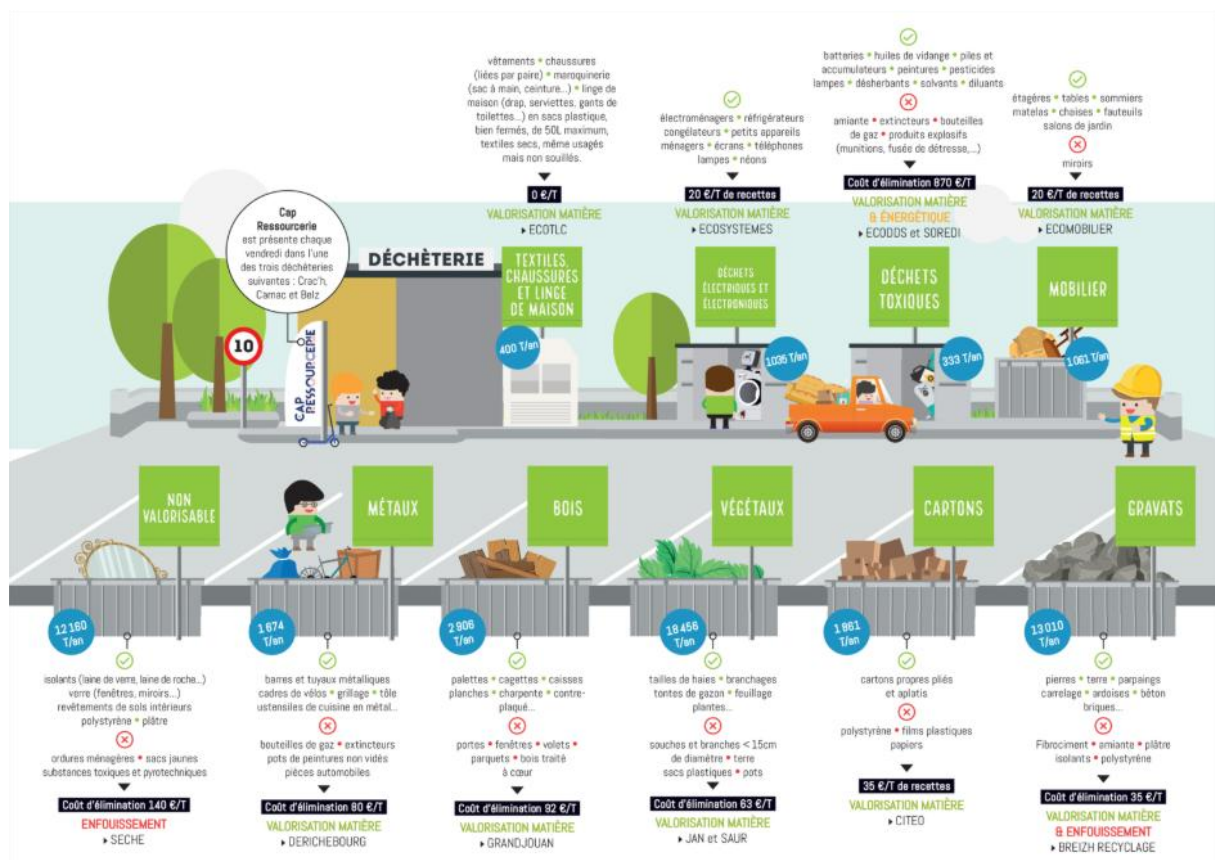 vêtements • chaussures
(liées par paire) • maroquinerie
(sac à main, ceinture...) • linge de
maison (drap, serviettes, gants de
toilettes...) en sacs plastique,
bien fermés, de 50L maximum,
textiles secs, même usagés
mais non souillés.
0 €/T
VALORISATION MATIÈRE
▸ ECOTLC
TEXTILES,
CHAUSSURES
ET LINGE
DE MAISON
400 T/an
électroménagers • réfrigérateurs
congélateurs • petits appareils
ménagers • écrans • téléphones
lampes • néons
20 €/T de recettes
VALORISATION MATIÈRE
▸ ECOSYSTEMES
DÉCHETS
ÉLECTRIQUES ET
ÉLECTRONIQUES
1035 T/an
batteries • huiles de vidange • piles et
accumulateurs • peintures • pesticides
lampes • désherbants • solvants • diluants
amiante • extincteurs • bouteilles
de gaz • produits explosifs
(munitions, fusée de détresse,...)
Coût d'élimination 870 €/T
VALORISATION MATIÈRE
& ÉNERGÉTIQUE
▸ ECODDS et SOREDI
DÉCHETS
TOXIQUES
333 T/an
étagères • tables • sommiers
matelas • chaises • fauteuils
salons de jardin
miroirs
20 €/T de recettes
VALORISATION MATIÈRE
▸ ECOMOBILIER
MOBILIER
1 061 T/an
Cap
Ressourcerie
est présente chaque
vendredi dans l'une
des trois déchèteries
suivantes : Crac'h,
Carnac et Belz
DÉCHÈTERIE
10
CAP
RESSOURCERIE
NON
VALORISABLE
12 160
T/an
isolants (laine de verre, laine de roche...)
verre (fenêtres, miroirs...)
revêtements de sols intérieurs
polystyrène • plâtre
ordures ménagères • sacs jaunes
substances toxiques et pyrotechniques
Coût d'élimination 140 €/T
ENFOUISSEMENT
▸ SECHE
MÉTAUX
1 674
T/an
barres et tuyaux métalliques
cadres de vélos • grillage • tôle
ustensiles de cuisine en métal...
bouteilles de gaz • extincteurs
pots de peintures non vidés
pièces automobiles
Coût d'élimination 80 €/T
VALORISATION MATIÈRE
▸ DERICHEBOURG
BOIS
2 906
T/an
palettes • cagettes • caisses
planches • charpente • contre-
plaqué...
portes • fenêtres • volets •
parquets • bois traité
à cœur
Coût d'élimination 92 €/T
VALORISATION MATIÈRE
▸ GRANDJOUAN
VÉGÉTAUX
18 456
T/an
tailles de haies • branchages
tontes de gazon • feuillage
plantes...
souches et branches < 15cm
de diamètre • terre
sacs plastiques • pots
Coût d'élimination 63 €/T
VALORISATION MATIÈRE
▸ JAN et SAUR
CARTONS
1 861
T/an
cartons propres pliés
et aplatis
polystyrène • films plastiques
papiers
35 €/T de recettes
VALORISATION MATIÈRE
▸ CITEO
GRAVATS
13 010
T/an
pierres • terre • parpaings
carrelage • ardoises • béton
briques...
Fibrociment • amiante • plâtre
isolants • polystyrène
Coût d'élimination 35 €/T
VALORISATION MATIÈRE
& ENFOUISSEMENT
▸ BREIZH RECYCLAGE